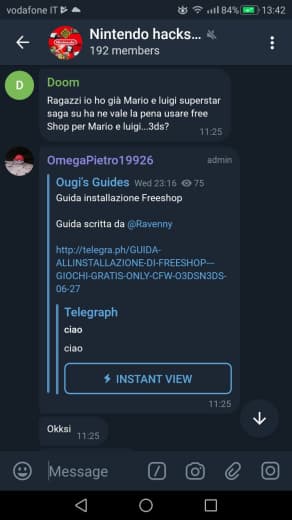 vodafone IT 84% 13:42
Nintendo hacks...
192 members
D
Doom
Ragazzi io ho già Mario e luigi superstar
saga su ha ne vale la pena usare free
Shop per Mario e luigi...3ds?
11:25
OmegaPietro19926 admin
Ougi's Guides Wed 23:16 75
Guida installazione Freeshop
Guida scritta da @Ravenny
http://telegra.ph/GUIDA-
ALLINSTALLAZIONE-DI-FREESHOP---
GIOCHI-GRATIS-ONLY-CFW-O3DSN3DS-
06-27
Telegraph
ciao
ciao
INSTANT VIEW
11:25
Okksi 11:25
Message